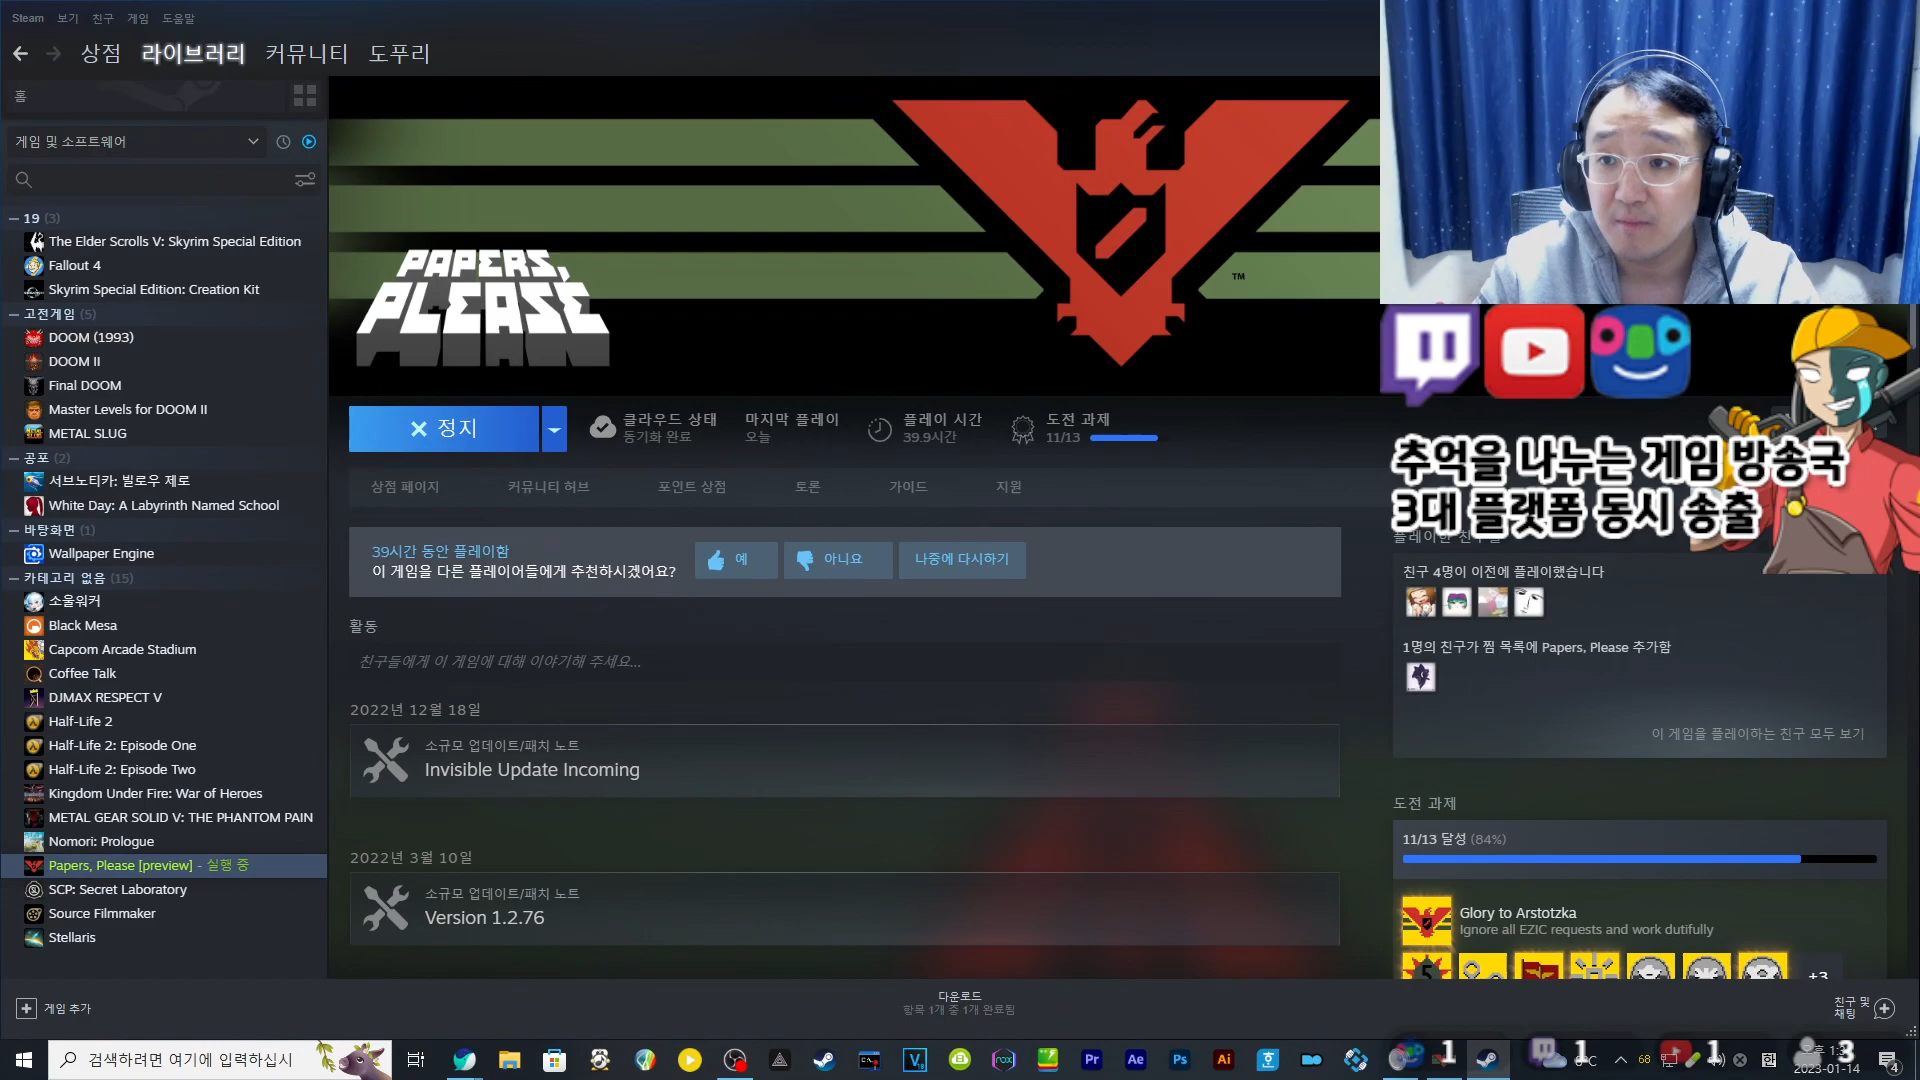 Steam 보기 친구 게임 도움말
상점 라이브러리 커뮤니티 도푸리
홈
게임 및 소프트웨어
19 (3)
The Elder Scrolls V: Skyrim Special Edition
Fallout 4
Skyrim Special Edition: Creation Kit
고전게임 (5)
DOOM (1993)
DOOM II
Final DOOM
Master Levels for DOOM II
METAL SLUG
공포 (2)
서브노티카: 빌로우 제로
White Day: A Labyrinth Named School
바탕화면 (1)
Wallpaper Engine
카테고리 없음 (15)
소울워커
Black Mesa
Capcom Arcade Stadium
Coffee Talk
DJMAX RESPECT V
Half-Life 2
Half-Life 2: Episode One
Half-Life 2: Episode Two
Kingdom Under Fire: War of Heroes
METAL GEAR SOLID V: THE PHANTOM PAIN
Nomori: Prologue
Papers, Please [preview] - 실행 중
SCP: Secret Laboratory
Source Filmmaker
Stellaris
게임 추가
PAPERS,
PLEASE
TM
정지
클라우드 상태
동기화 완료
마지막 플레이
오늘
플레이 시간
39.9시간
도전 과제
11/13
상점 페이지 커뮤니티 허브 포인트 상점 토론 가이드 지원
39시간 동안 플레이함
이 게임을 다른 플레이어들에게 추천하시겠어요?
예
아니요
나중에 다시하기
활동
친구들에게 이 게임에 대해 이야기해 주세요...
2022년 12월 18일
소규모 업데이트/패치 노트
Invisible Update Incoming
2022년 3월 10일
소규모 업데이트/패치 노트
Version 1.2.76
추억을 나누는 게임 방송국
3대 플랫폼 동시 송출
친구 4명이 이전에 플레이했습니다
1명의 친구가 찜 목록에 Papers, Please 추가함
이 게임을 플레이하는 친구 모두 보기
도전 과제
11/13 달성 (84%)
Glory to Arstotzka
Ignore all EZIC requests and work dutifully
5
+3
다운로드
항목 1개 중 1개 완료됨
친구 및
채팅
검색하려면 여기에 입력하십시
Pr Ae Ps Ai
1 1 1 3
68
한
2023-01-14
4